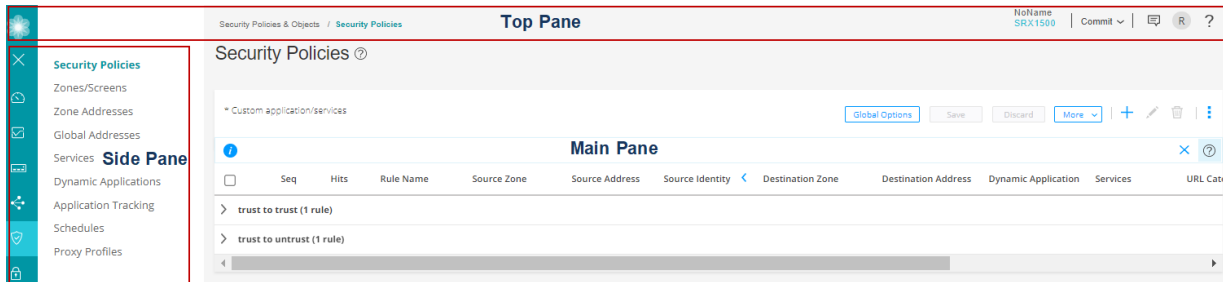 Security Policies & Objects / Security Policies
Top Pane
NoName
SRX1500
Commit
R
?
Security Policies
Zones/Screens
Zone Addresses
Global Addresses
Services
Side Pane
Dynamic Applications
Application Tracking
Schedules
Proxy Profiles
Security Policies ?
* Custom application/services
Global Options Save Discard More
i
Main Pane
?
Seq Hits Rule Name Source Zone Source Address Source Identity Destination Zone Destination Address Dynamic Application Services URL Cate
trust to trust (1 rule)
trust to untrust (1 rule)